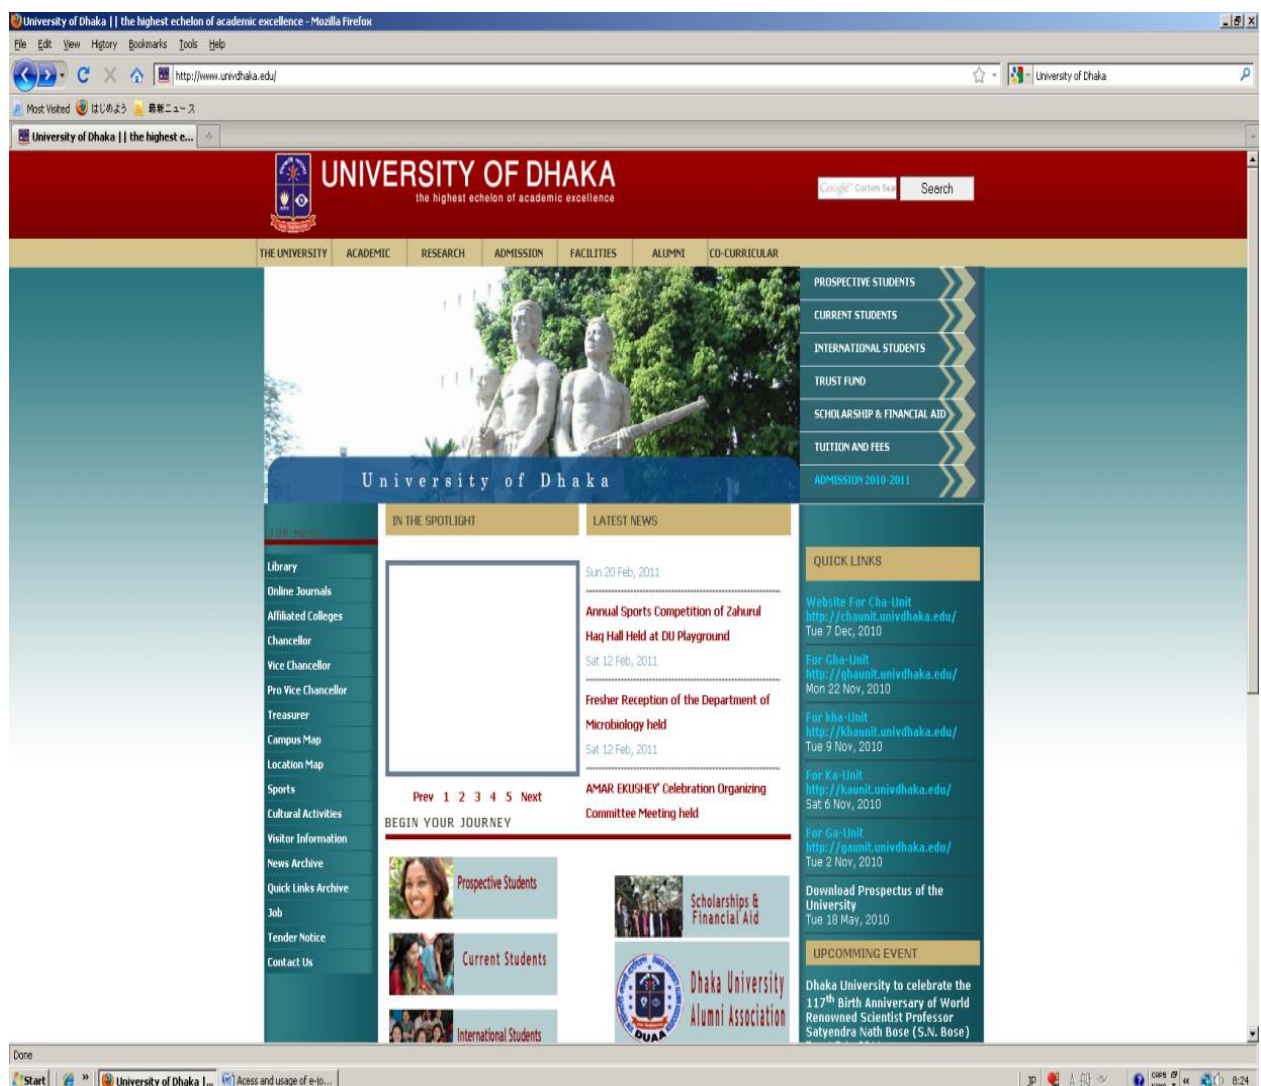 University of Dhaka | | the highest echelon of academic excellence - Mozilla Firefox
File Edit View History Bookmarks Tools Help
http://www.univdhaka.edu/
University of Dhaka
Most Visited はじめよう 最新ニュース
University of Dhaka | | the highest e...
UNIVERSITY OF DHAKA
the highest echelon of academic excellence
Google™ Custom Sear
Search
THE UNIVERSITY ACADEMIC RESEARCH ADMISSION FACILITIES ALUMNI CO-CURRICULAR
PROSPECTIVE STUDENTS
CURRENT STUDENTS
INTERNATIONAL STUDENTS
TRUST FUND
SCHOLARSHIP & FINANCIAL AID
TUITION AND FEES
ADMISSION 2010-2011
University of Dhaka
TOP MENU
Library
Online Journals
Affiliated Colleges
Chancellor
Vice Chancellor
Pro Vice Chancellor
Treasurer
Campus Map
Location Map
Sports
Cultural Activities
Visitor Information
News Archive
Quick Links Archive
Job
Tender Notice
Contact Us
IN THE SPOTLIGHT
Prev 1 2 3 4 5 Next
BEGIN YOUR JOURNEY
Prospective Students
Current Students
International Students
LATEST NEWS
Sun 20 Feb, 2011
Annual Sports Competition of Zahurul
Haq Hall Held at DU Playground
Sat 12 Feb, 2011
Fresher Reception of the Department of
Microbiology held
Sat 12 Feb, 2011
AMAR EKUSHEY' Celebration Organizing
Committee Meeting held
Scholarships &
Financial Aid
Dhaka University
Alumni Association
DUAA
QUICK LINKS
Website For Cha-Unit
http://chaunit.univdhaka.edu/
Tue 7 Dec, 2010
For Gha-Unit
http://ghaunit.univdhaka.edu/
Mon 22 Nov, 2010
For kha-Unit
http://khaunit.univdhaka.edu/
Tue 9 Nov, 2010
For Ka-Unit
http://kaunit.univdhaka.edu/
Sat 6 Nov, 2010
For Ga-Unit
http://gaunit.univdhaka.edu/
Tue 2 Nov, 2010
Download Prospectus of the
University
Tue 18 May, 2010
UPCOMMING EVENT
Dhaka University to celebrate the
117th Birth Anniversary of World
Renowned Scientist Professor
Satyendra Nath Bose (S.N. Bose)
Done
Start
University of Dhaka |...
Acess and usage of e-jo...
JP
CAPS
8:24